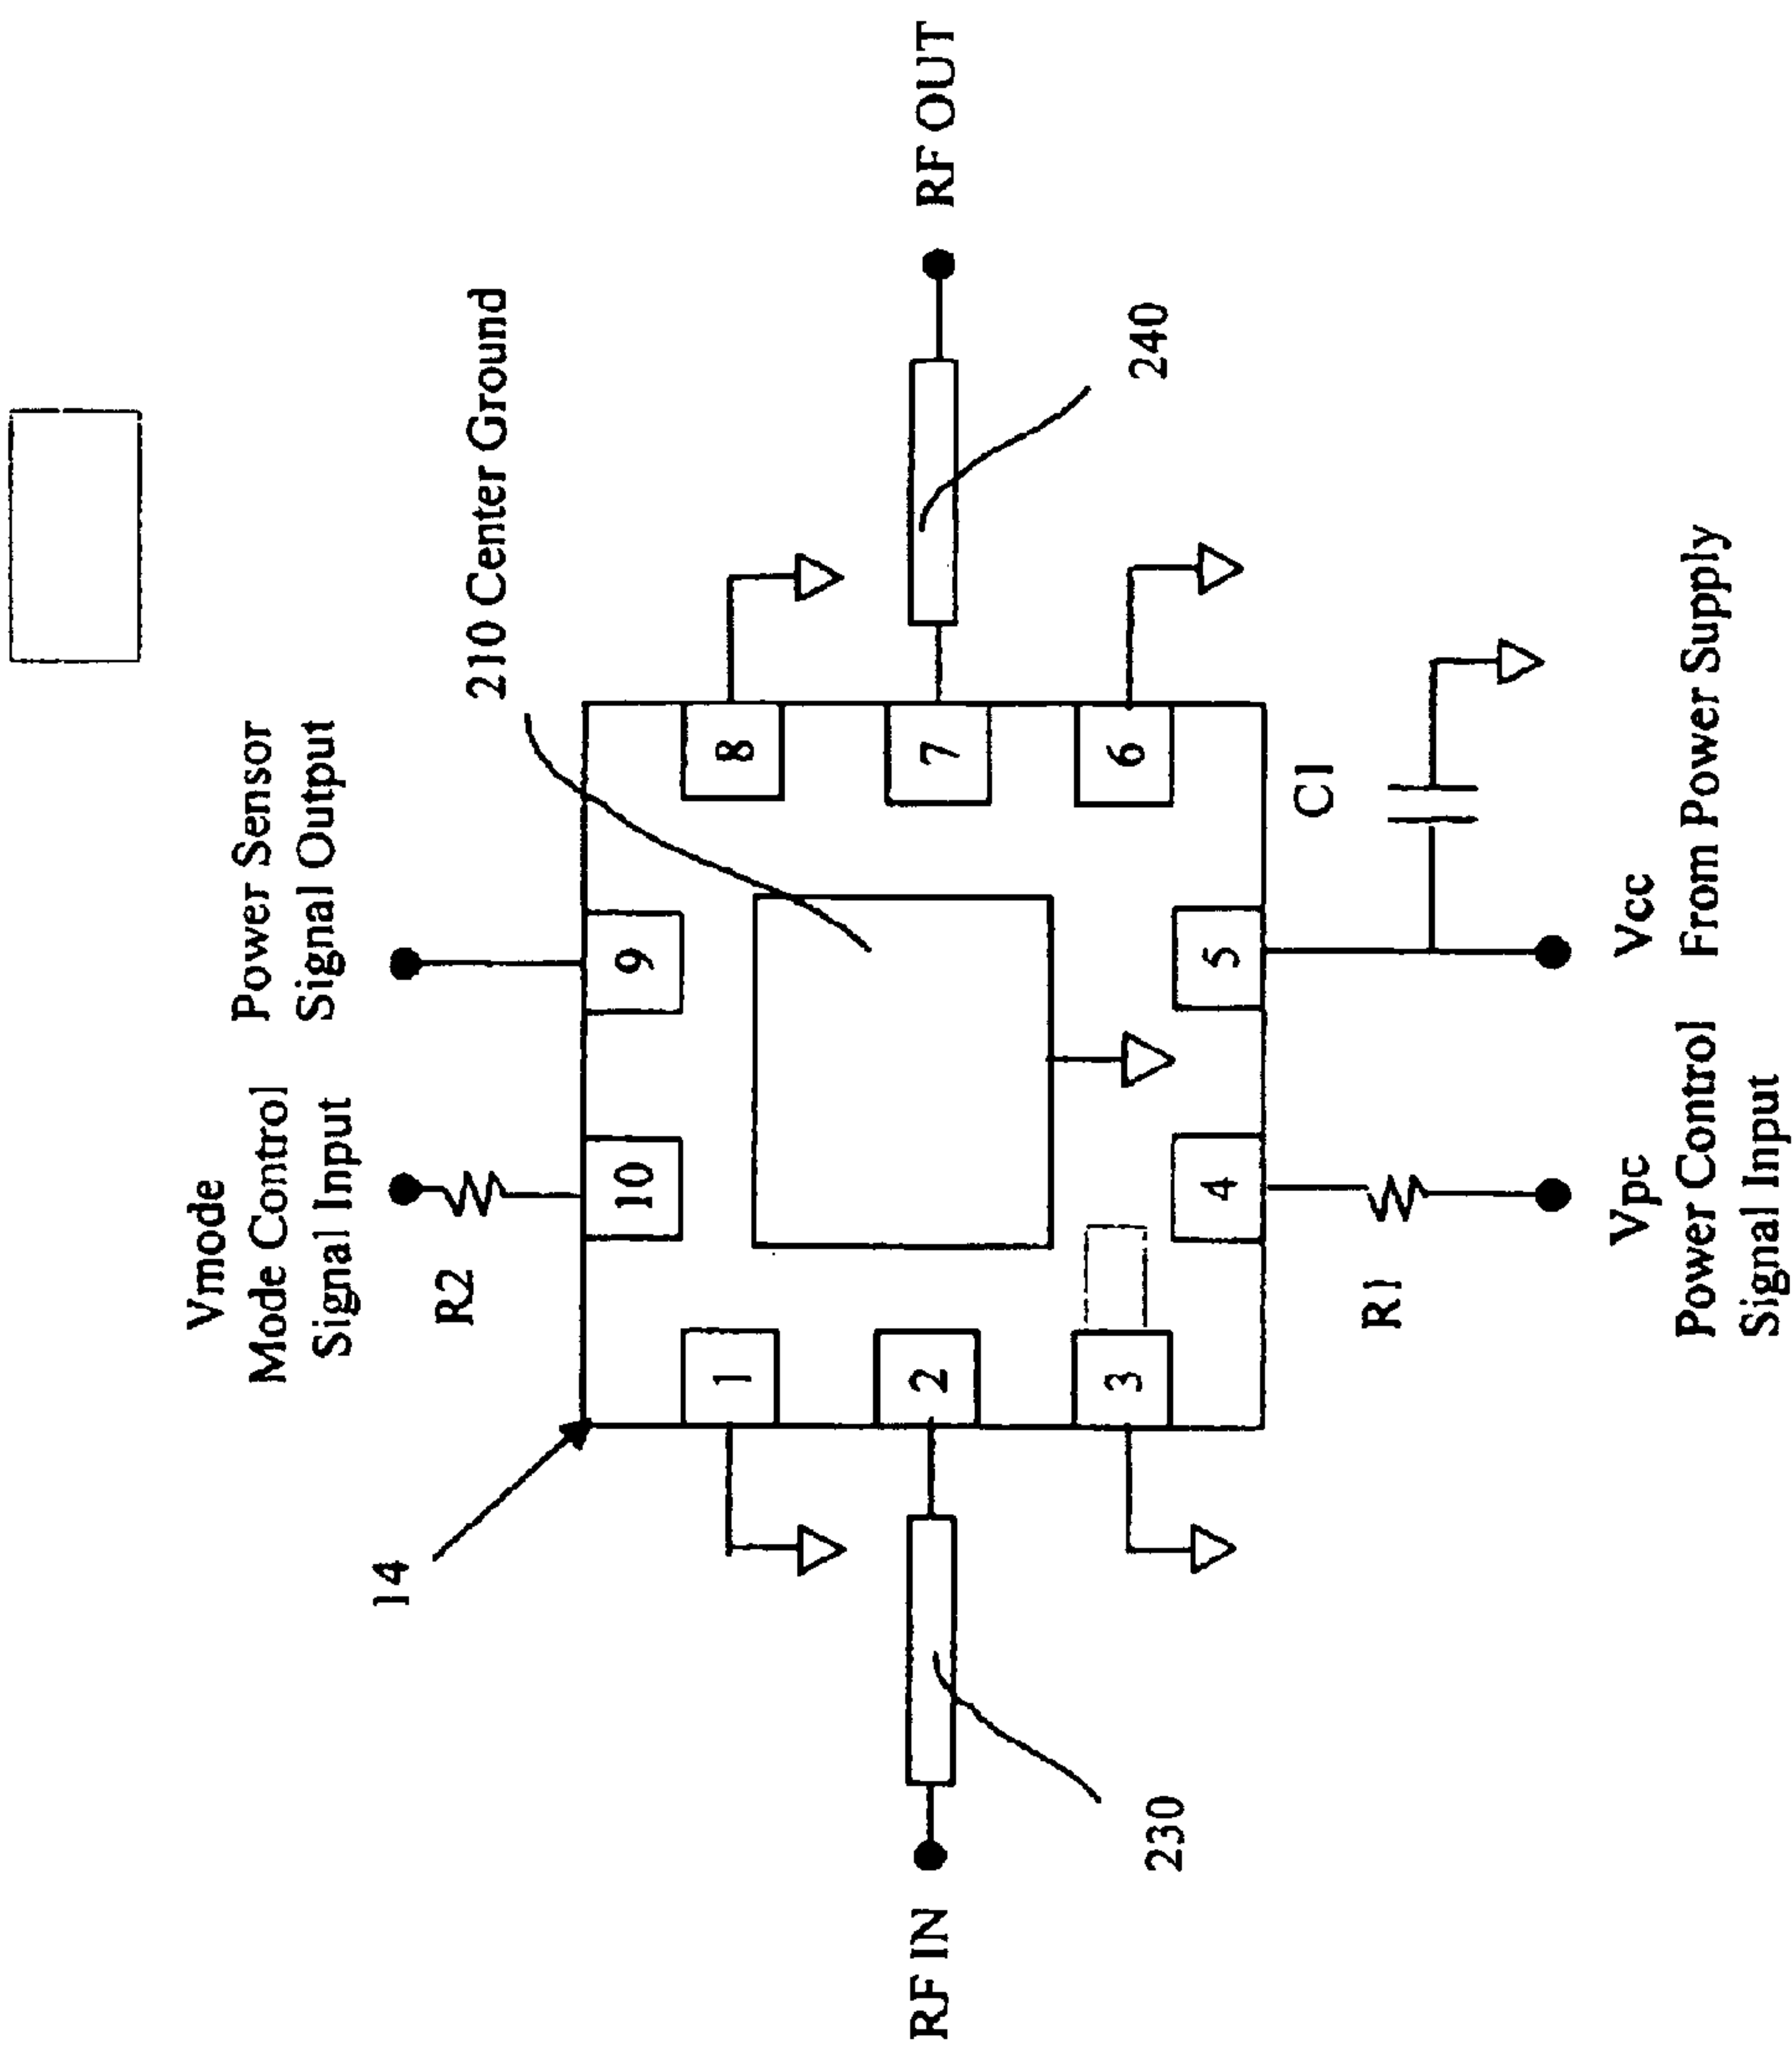 Vmode
Mode Control
Signal Input
Power Sensor
Signal Output
14
R2
210 Center Ground
10
9
1
8
RF IN
230
2
7
240
RF OUT
3
6
4
5
R1
C1
Vpc
Power Control
Signal Input
Vcc
From Power Supply